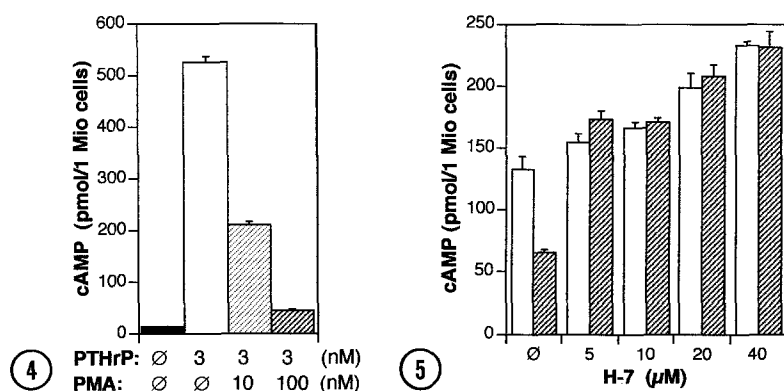 600
500
400
300
200
100
0
cAMP (pmol/1 Mio cells)
PTHrP: Ø 3 3 3 (nM)
PMA: Ø Ø 10 100 (nM)
4
250
200
150
100
50
0
cAMP (pmol/1 Mio cells)
Ø 5 10 20 40
H-7 (µM)
5